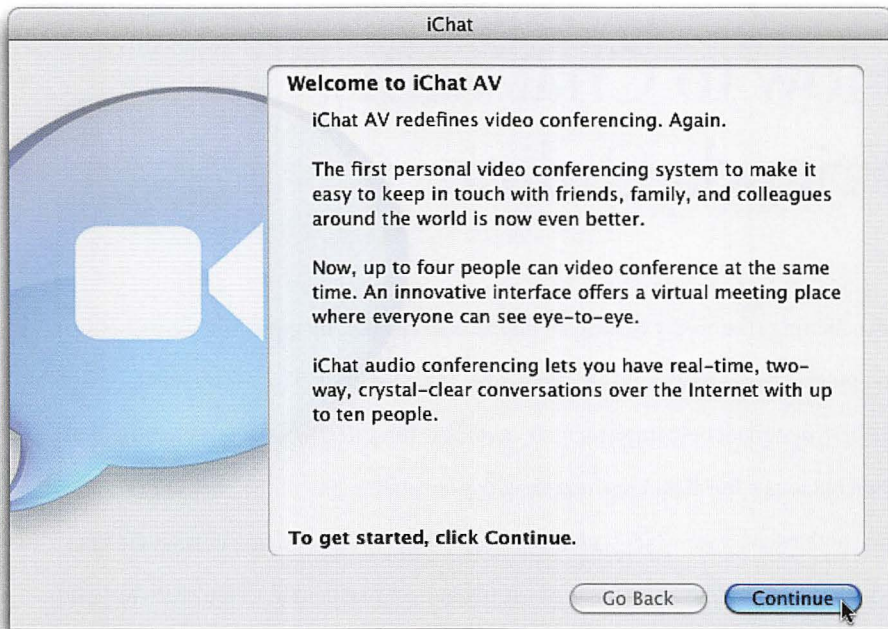 iChat
Welcome to iChat AV
iChat AV redefines video conferencing. Again.
The first personal video conferencing system to make it
easy to keep in touch with friends, family, and colleagues
around the world is now even better.
Now, up to four people can video conference at the same
time. An innovative interface offers a virtual meeting place
where everyone can see eye-to-eye.
iChat audio conferencing lets you have real-time, two-
way, crystal-clear conversations over the Internet with up
to ten people.
To get started, click Continue.
Go Back
Continue